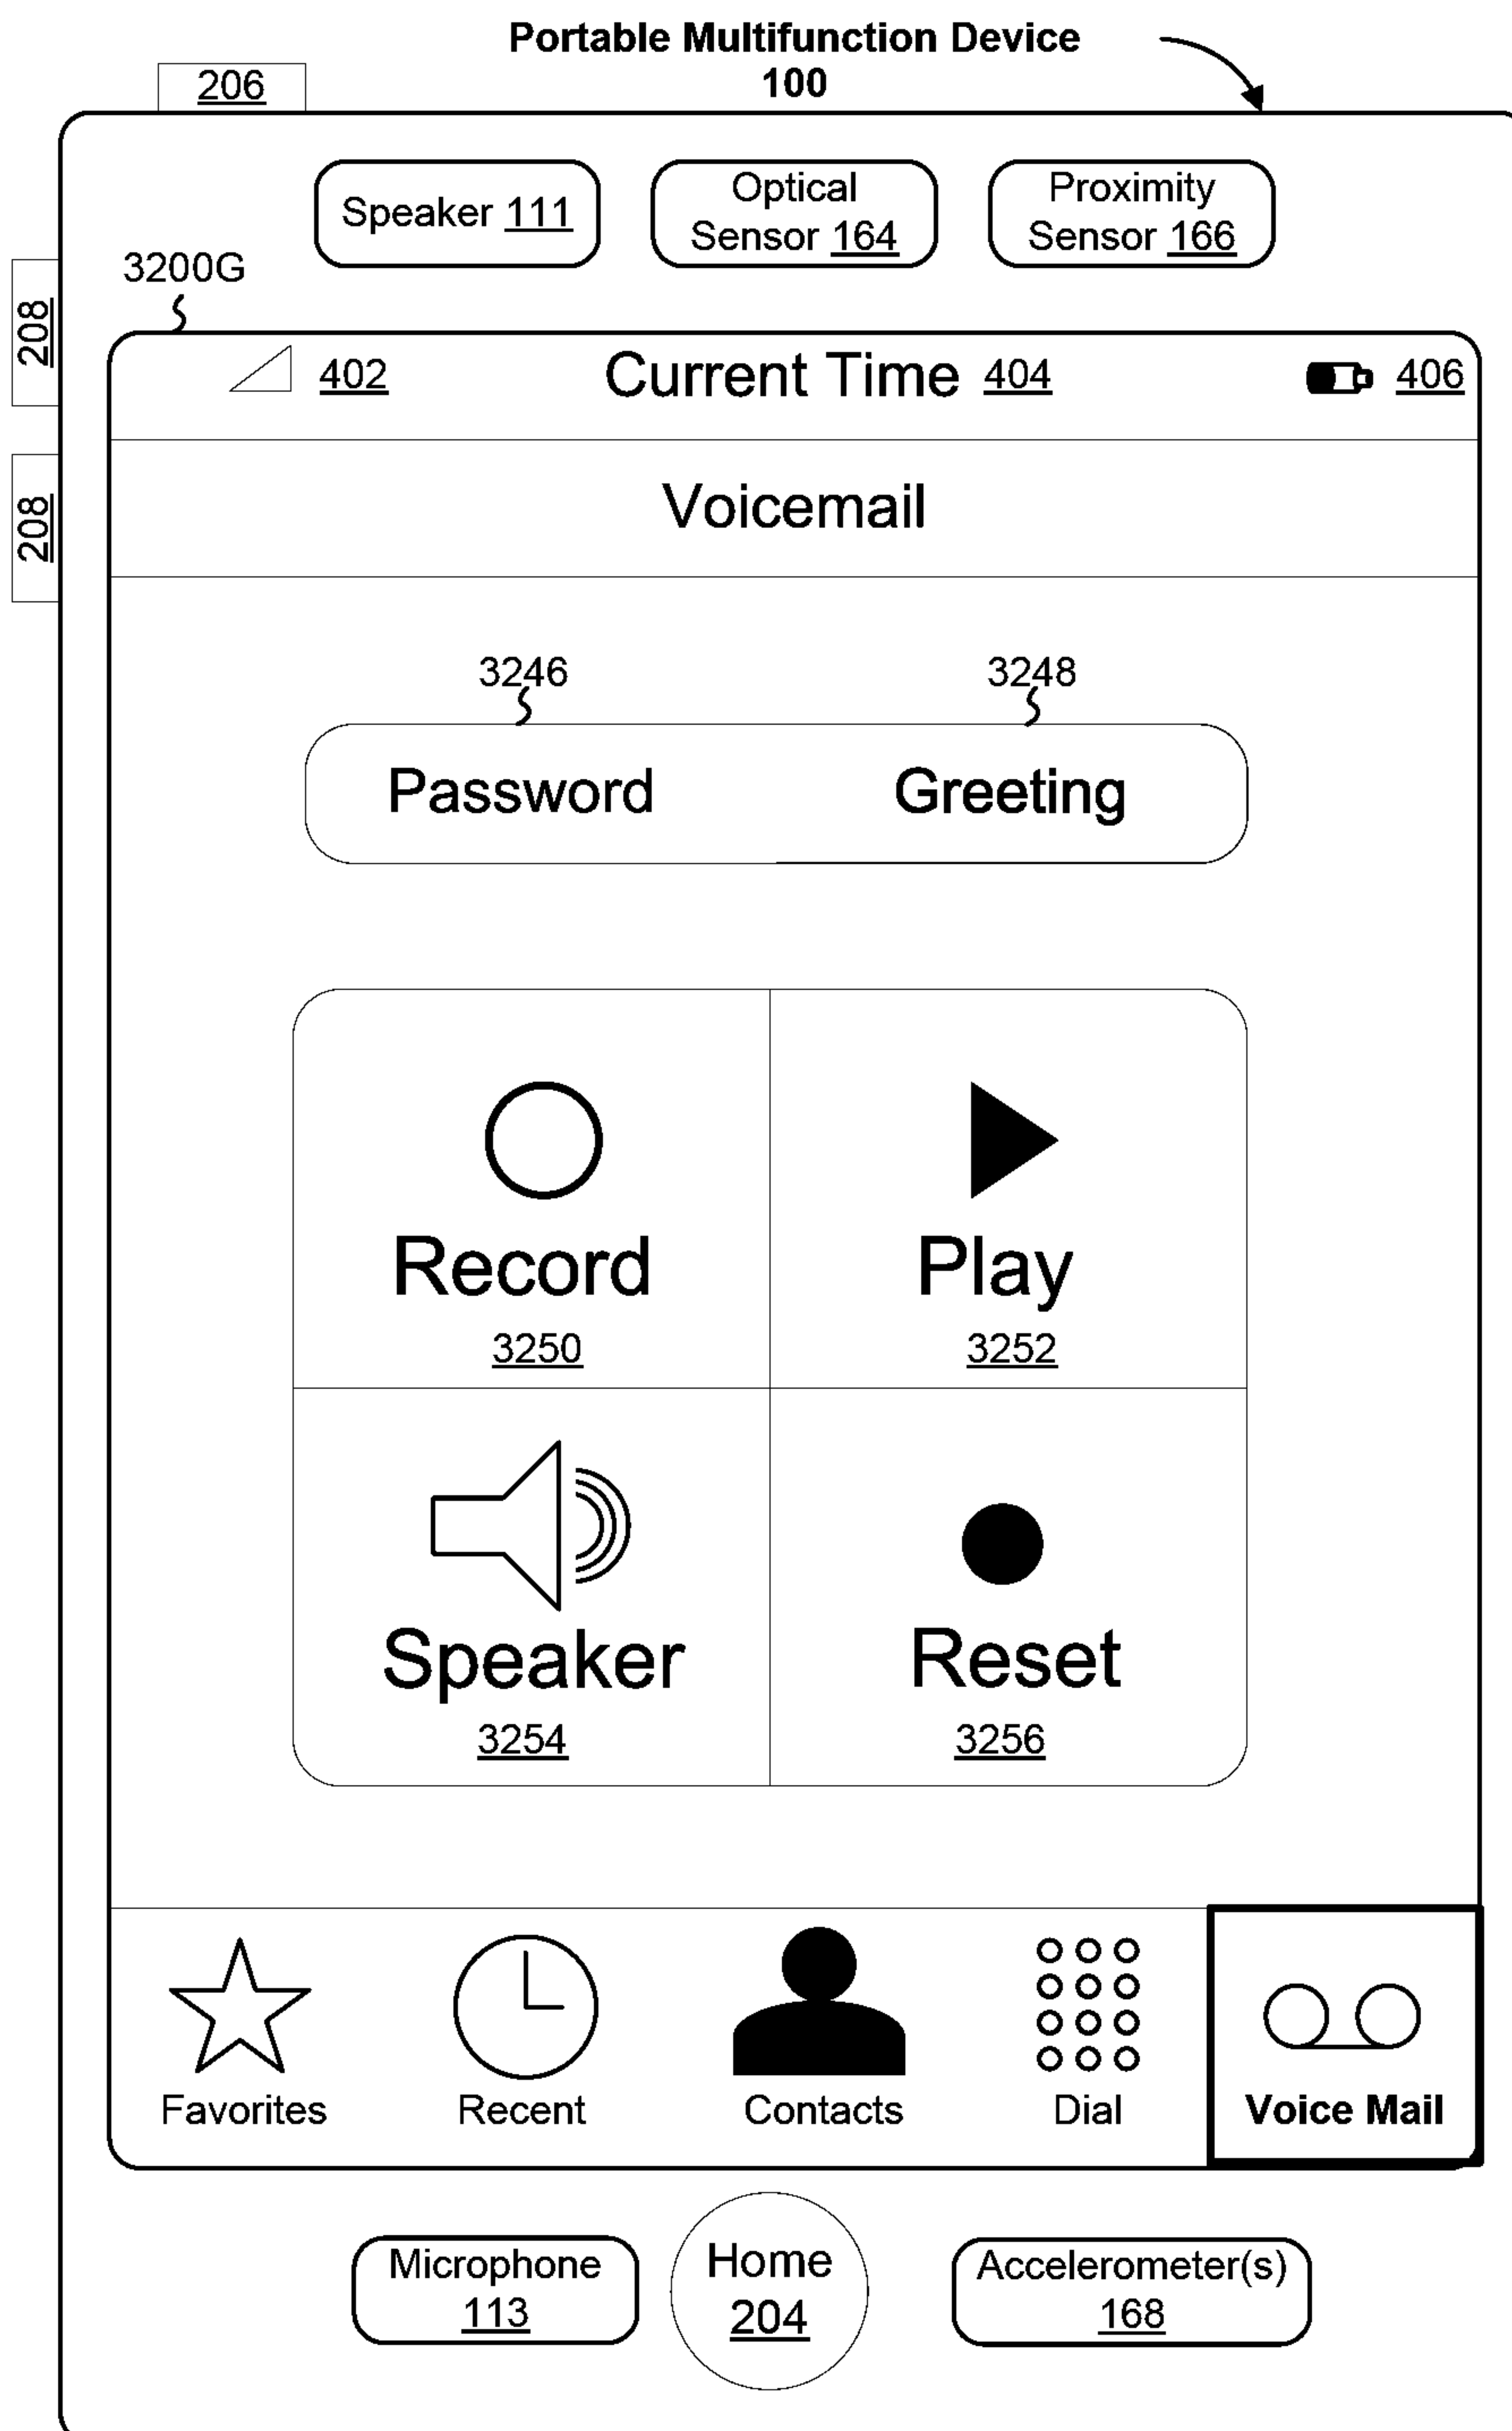 Portable Multifunction Device
100
206
Speaker 111
Optical
Sensor 164
Proximity
Sensor 166
3200G
208
208
402
Current Time 404
406
Voicemail
3246
3248
Password
Greeting
Record
3250
Play
3252
Speaker
3254
Reset
3256
Favorites
Recent
Contacts
Dial
Voice Mail
Microphone
113
Home
204
Accelerometer(s)
168